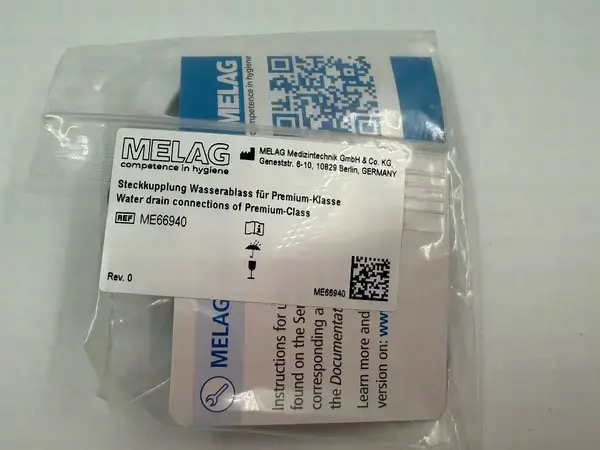 MELAG
competence in hygiene
MELAG
competence in hygiene
MELAG Medizintechnik GmbH & Co. KG
Geneststr. 6-10, 10829 Berlin, GERMANY
Steckkupplung Wasserablass für Premium-Klasse
Water drain connections of Premium-Class
REF ME66940
Rev. 0
ME66940
MELAG
Instructions for u
found on the Ser
corresponding a
the Documentat
Learn more and
version on: www